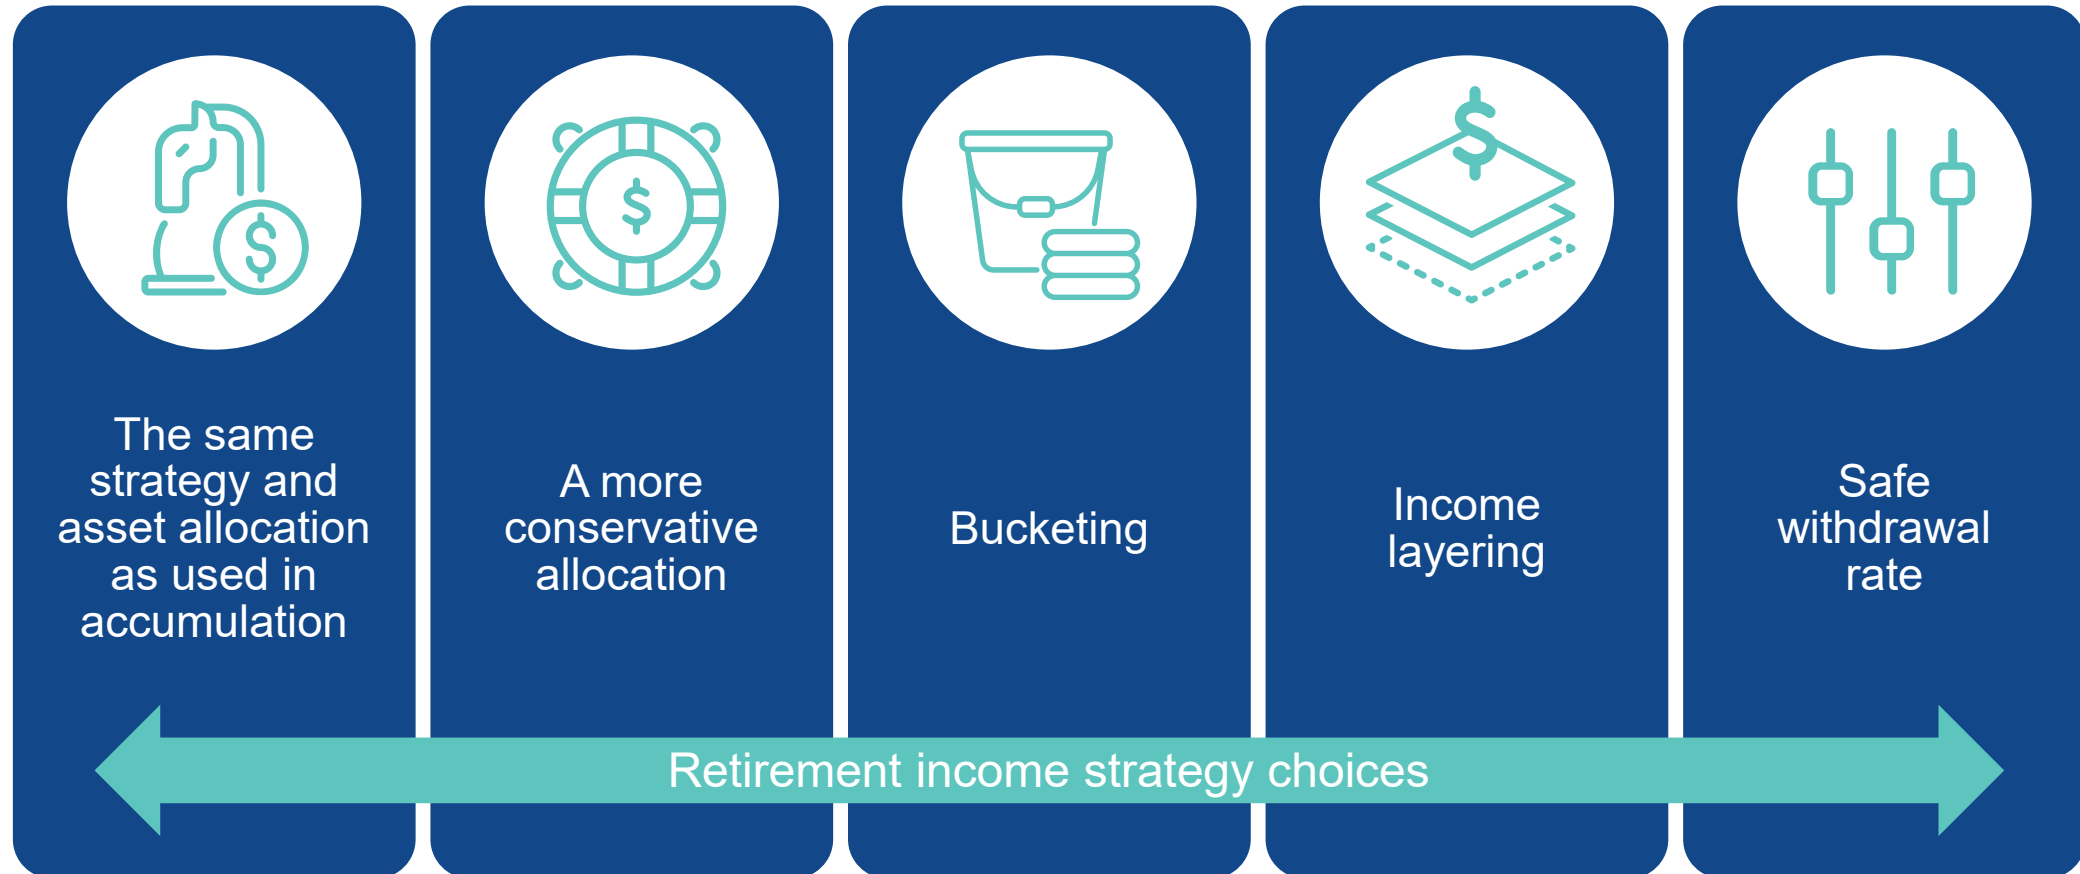 The same
strategy and
asset allocation
as used in
accumulation
A more
conservative
allocation
Bucketing
Income
layering
Safe
withdrawal
rate
Retirement income strategy choices